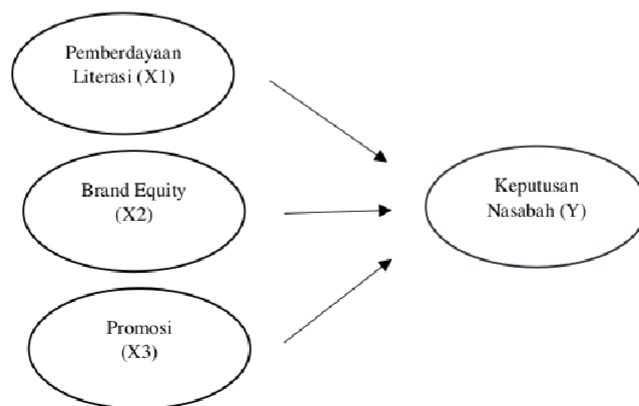 Pemberdayaan
Literasi (X1)
Brand Equity
(X2)
Promosi
(X3)
Keputusan
Nasabah (Y)